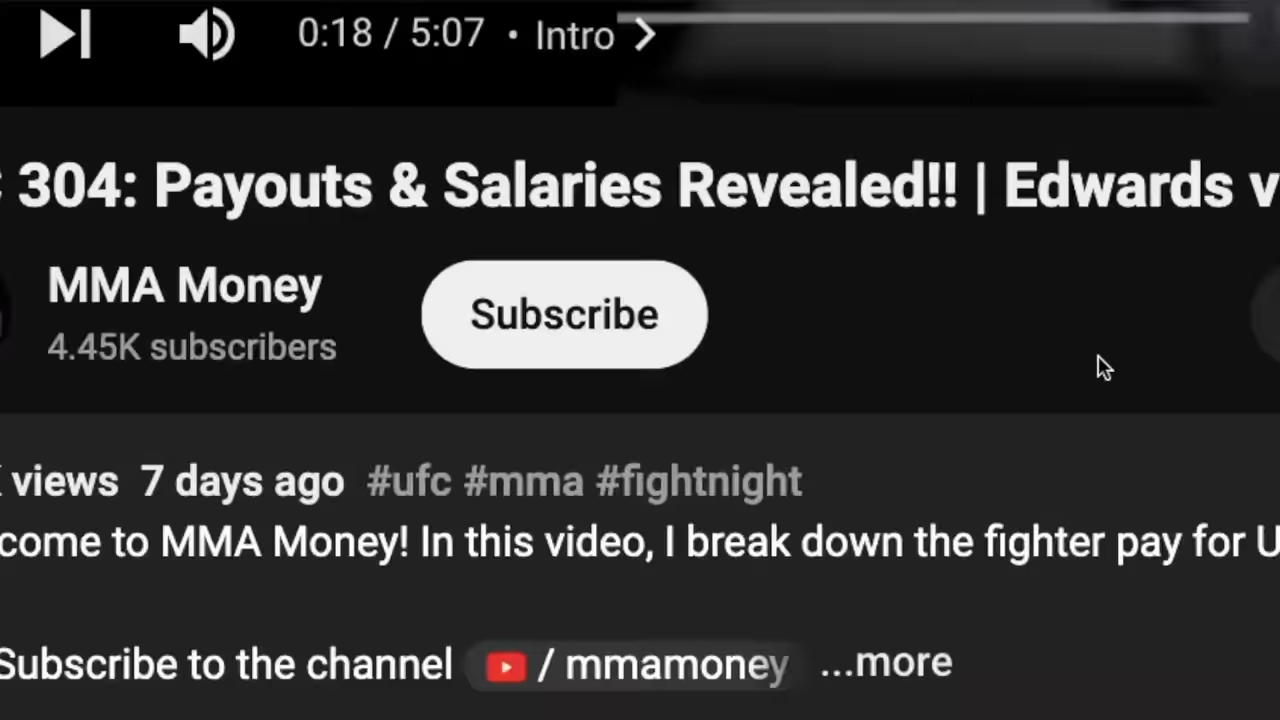 0:18 / 5:07 • Intro
304: Payouts & Salaries Revealed!! | Edwards v
MMA Money
Subscribe
4.45K subscribers
views 7 days ago #ufc #mma #fightnight
come to MMA Money! In this video, I break down the fighter pay for U
Subscribe to the channel / mmamoney ...more